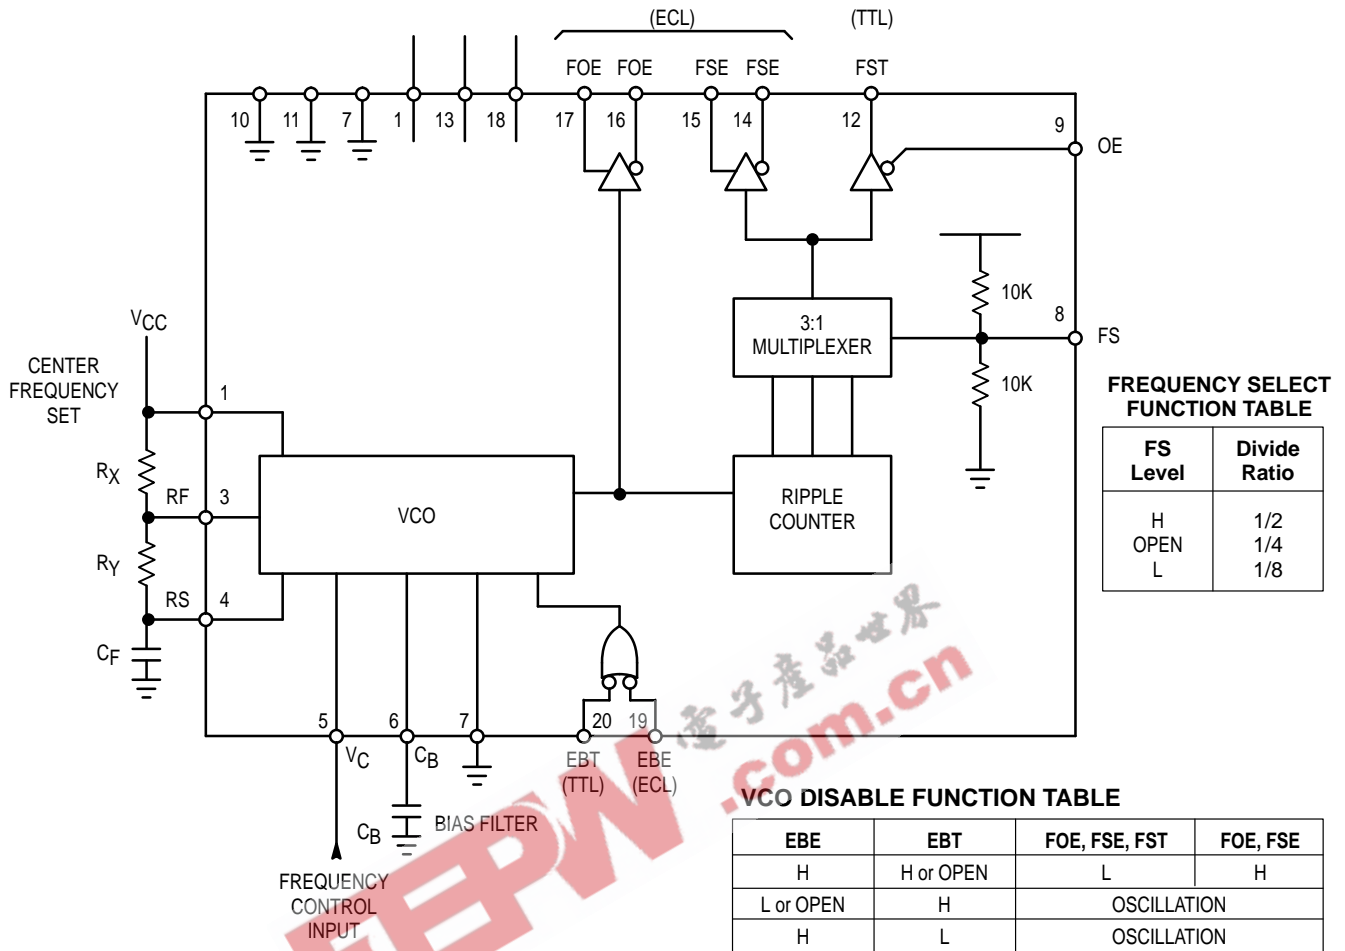 (ECL)
(TTL)
FOE FOE FSE FSE FST
10 11 7 1 13 18 17 16 15 14 12
9
OE
10K
8
FS
10K
3:1
MULTIPLEXER
VCC
CENTER
FREQUENCY
SET
1
RX
RF 3
VCO
RIPPLE
COUNTER
RY
RS 4
CF
FREQUENCY SELECT
FUNCTION TABLE
FS Level Divide Ratio
H 1/2
OPEN 1/4
L 1/8
5 6 7 20 19
VC CB
EBT
(TTL)
EBE
(ECL)
CB BIAS FILTER
FREQUENCY
CONTROL
INPUT
電子產品世界
.com.cn
EEPW
VCO DISABLE FUNCTION TABLE
EBE EBT FOE, FSE, FST FOE, FSE
H H or OPEN L H
L or OPEN H OSCILLATION
H L OSCILLATION